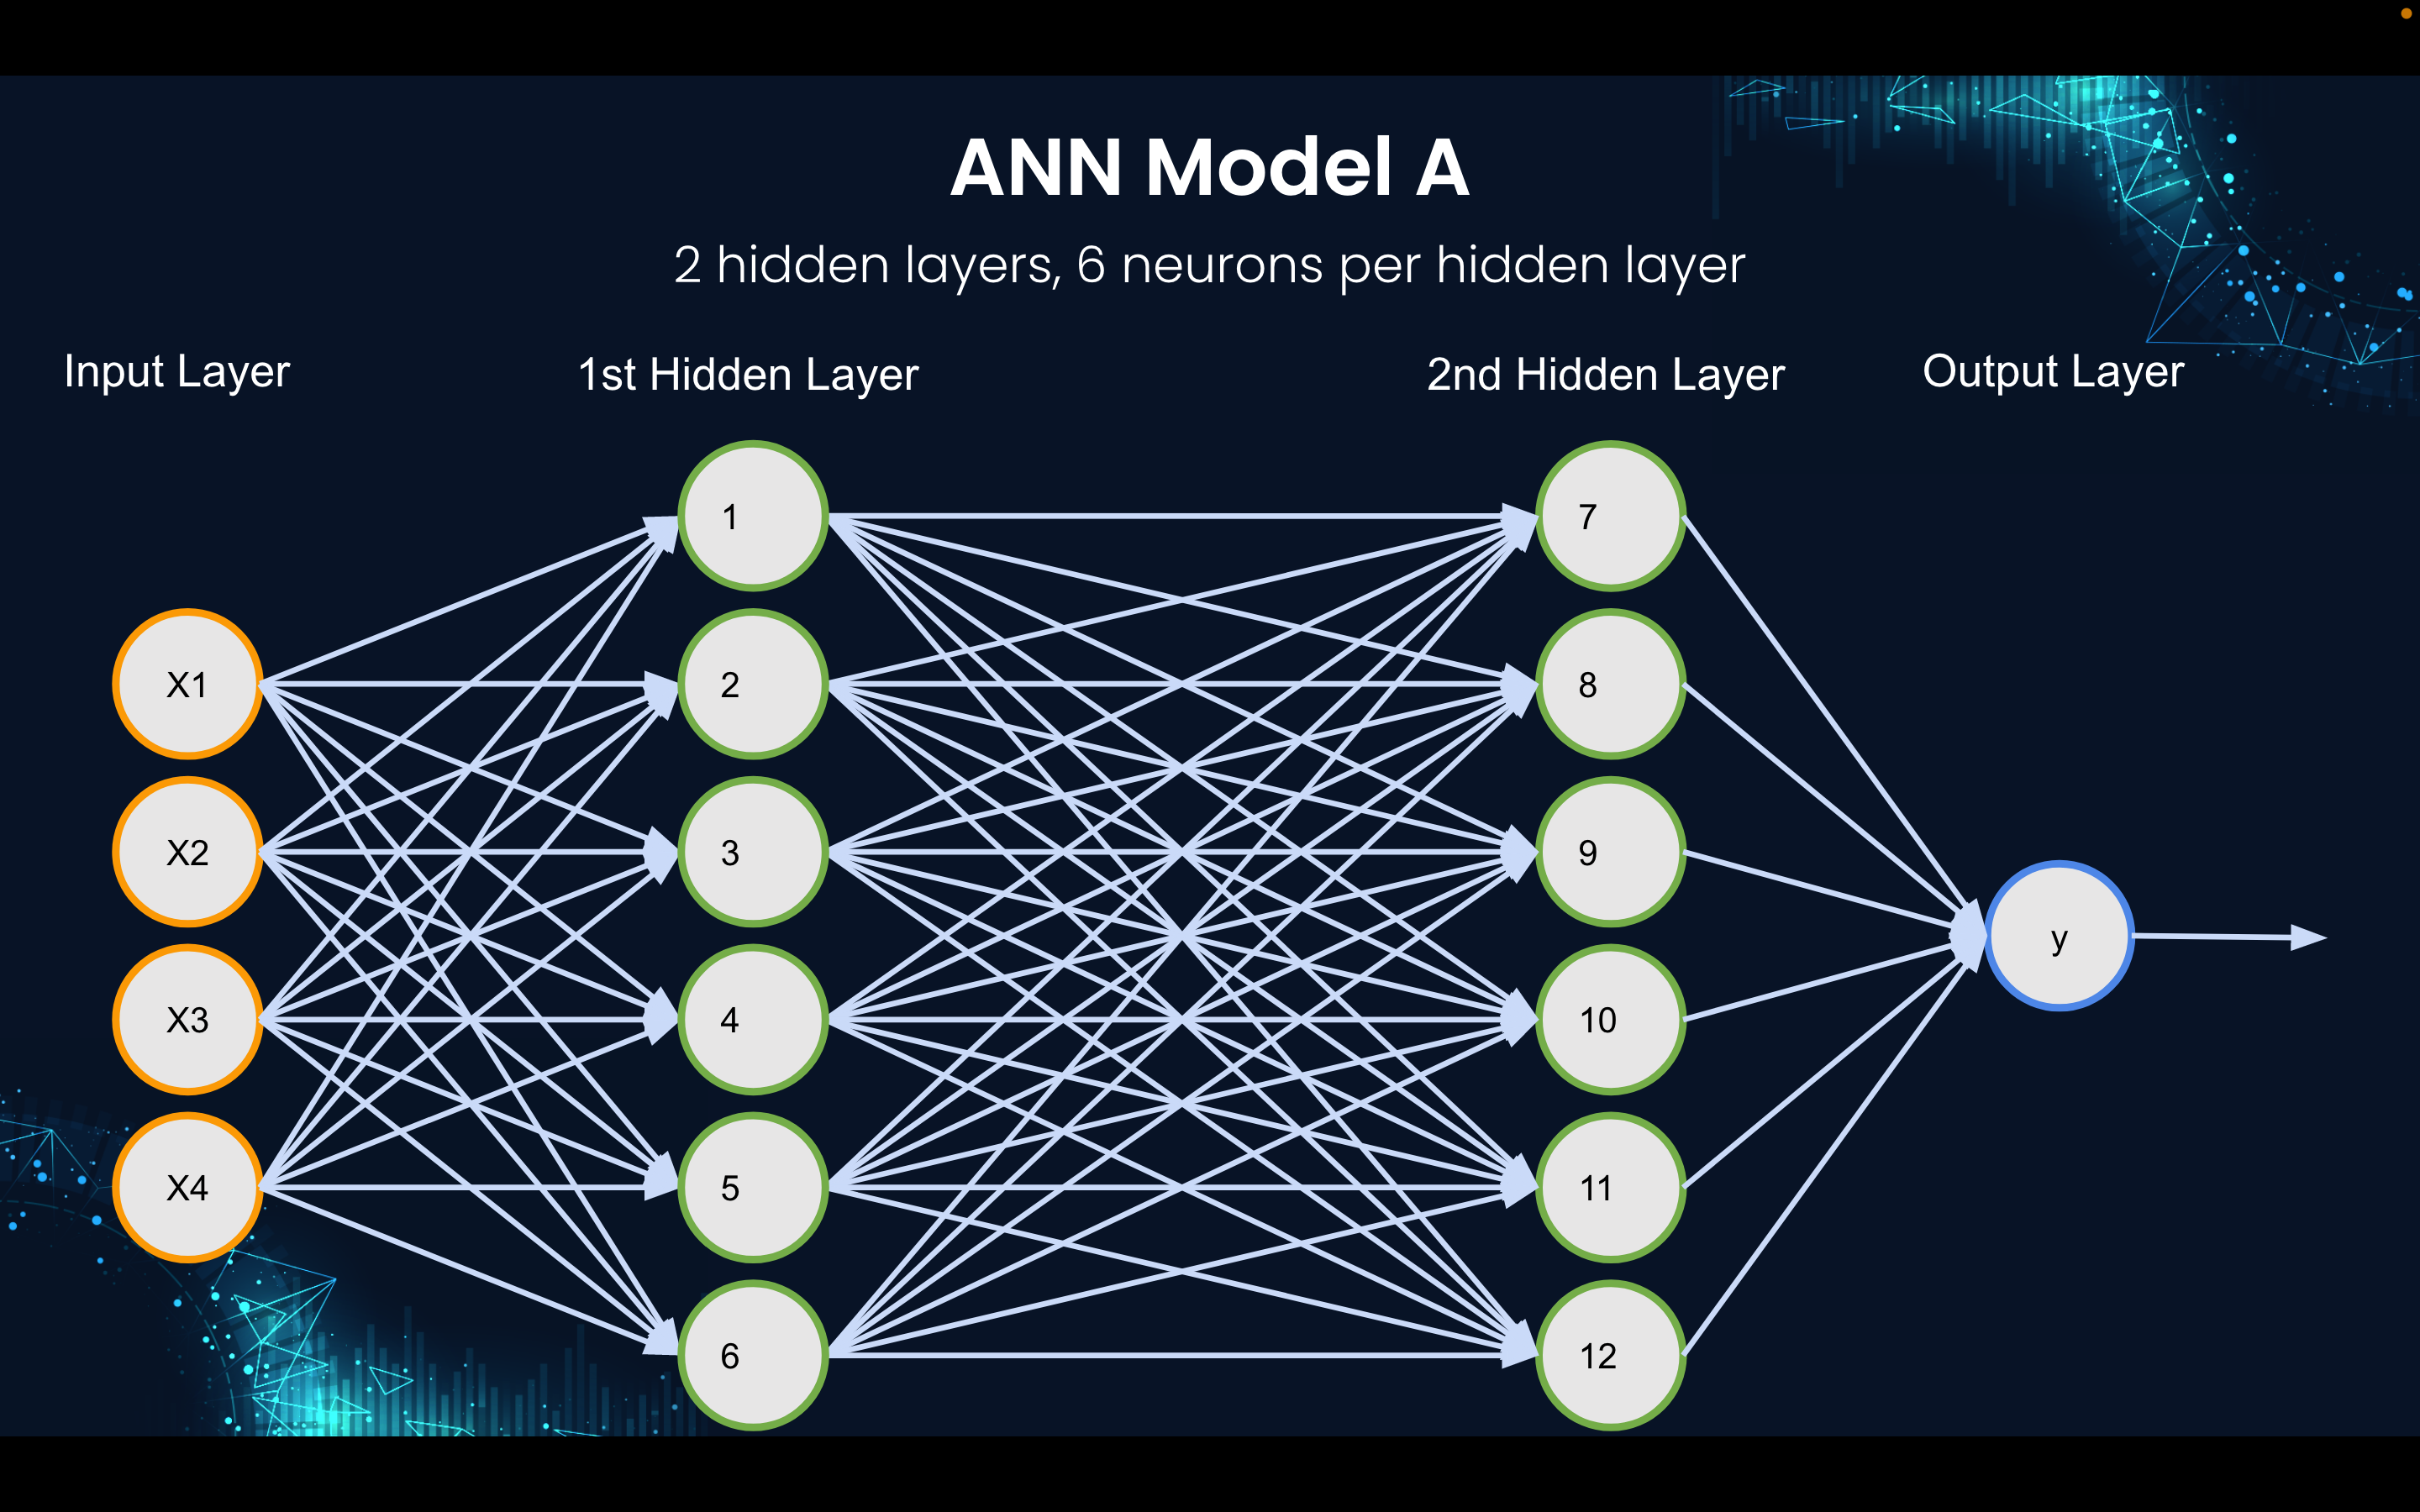 ANN Model A
2 hidden layers, 6 neurons per hidden layer
Input Layer
1st Hidden Layer
2nd Hidden Layer
Output Layer
X1
X2
X3
X4
1
2
3
4
5
6
7
8
9
10
11
12
y